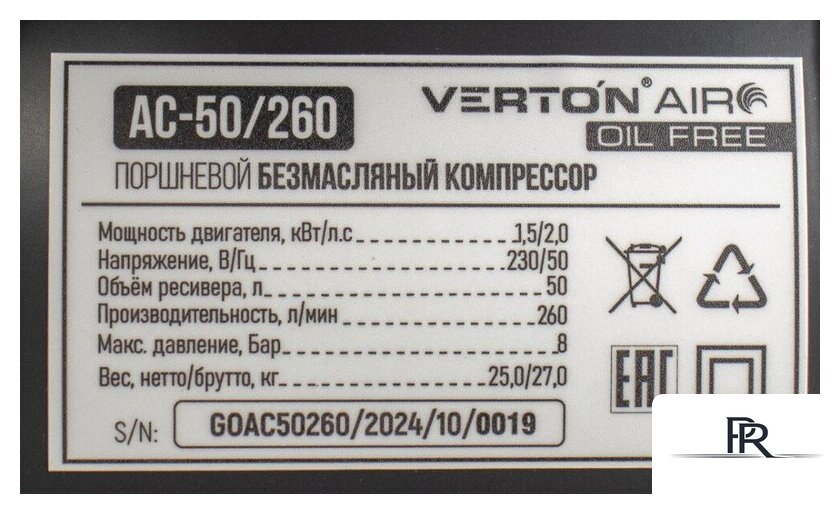 AC-50/260
VERTON® AIR
OIL FREE
ПОРШНЕВОЙ БЕЗМАСЛЯНЫЙ КОМПРЕССОР
Мощность двигателя, кВт/л.с 1,5/2,0
Напряжение, В/Гц 230/50
Объём ресивера, л. 50
Производительность, л/мин 260
Макс. давление, Бар 8
Вес, нетто/брутто, кг. 25,0/27,0
EAC
S/N: GOAC50260/2024/10/0019
PR